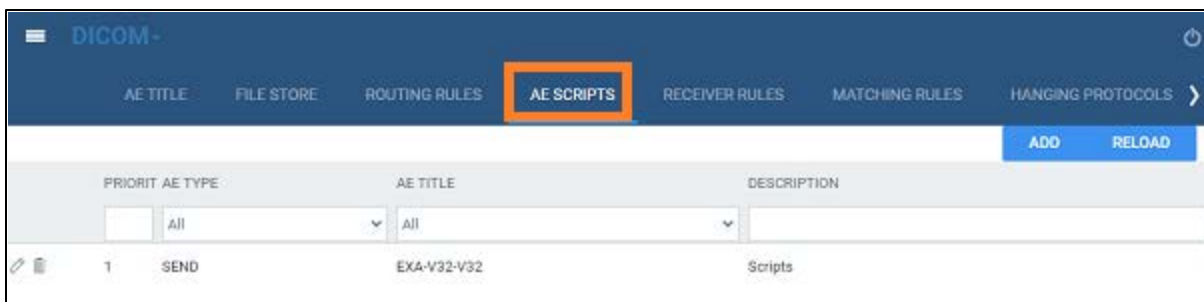 DICOM-
AE TITLE FILE STORE ROUTING RULES AE SCRIPTS RECEIVER RULES MATCHING RULES HANGING PROTOCOLS
ADD RELOAD
PRIORIT AE TYPE AE TITLE DESCRIPTION
All All
1 SEND EXA-V32-V32 Scripts